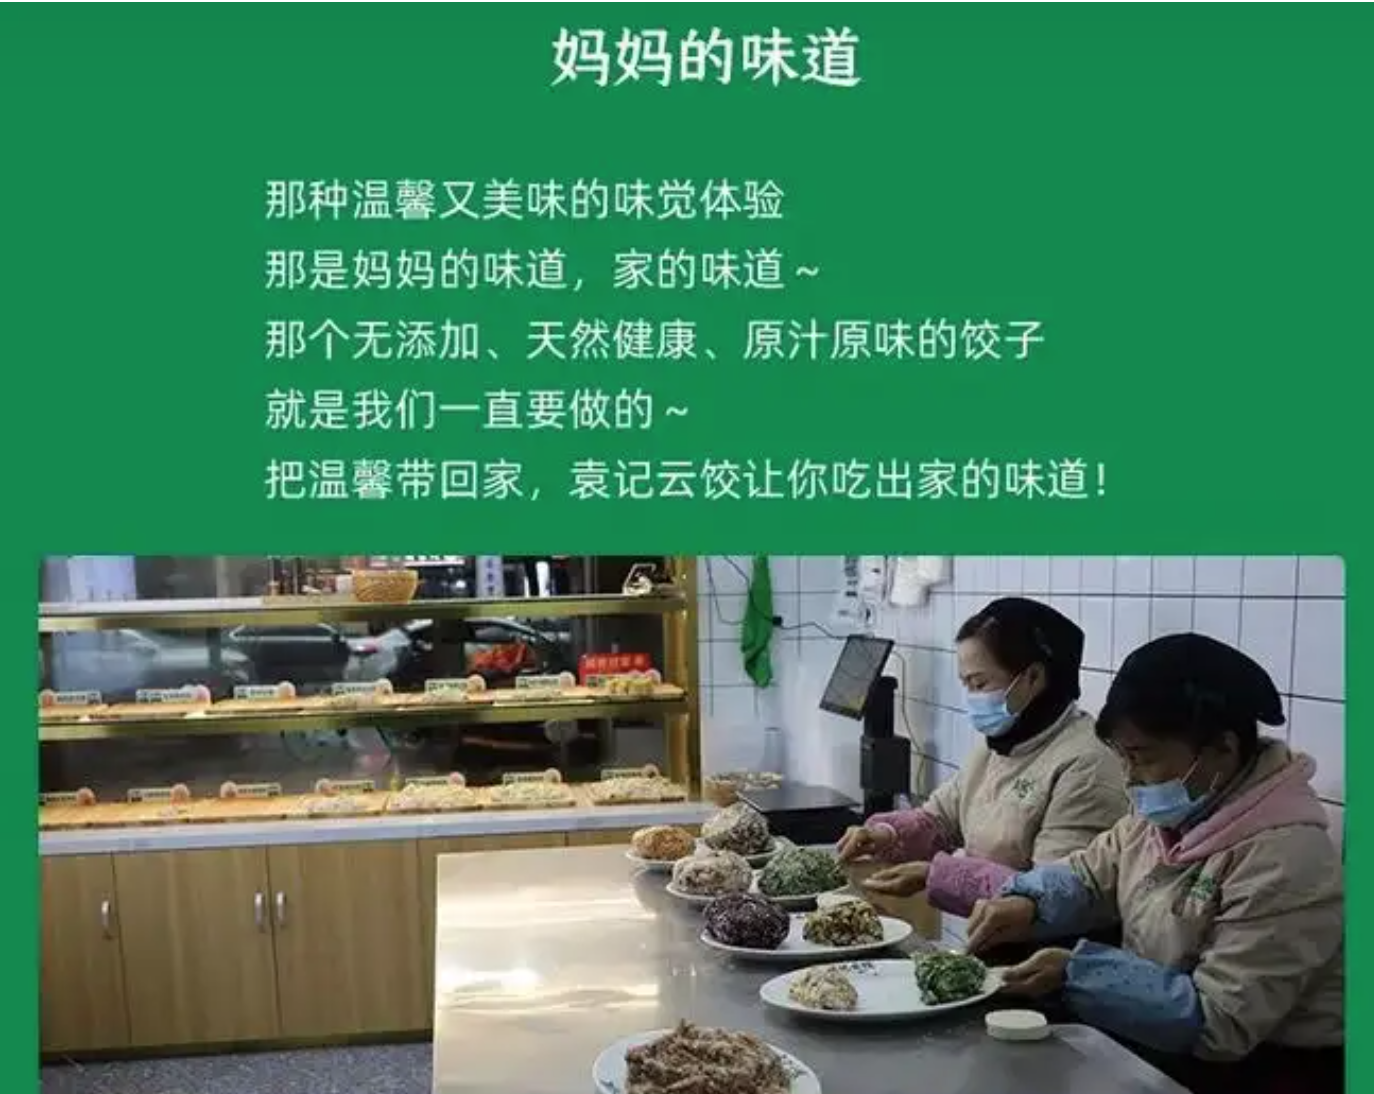 妈妈的味道
那种温馨又美味的味觉体验
那是妈妈的味道，家的味道～
那个无添加、天然健康、原汁原味的饺子
就是我们一直要做的～
把温馨带回家，袁记云饺让你吃出家的味道！